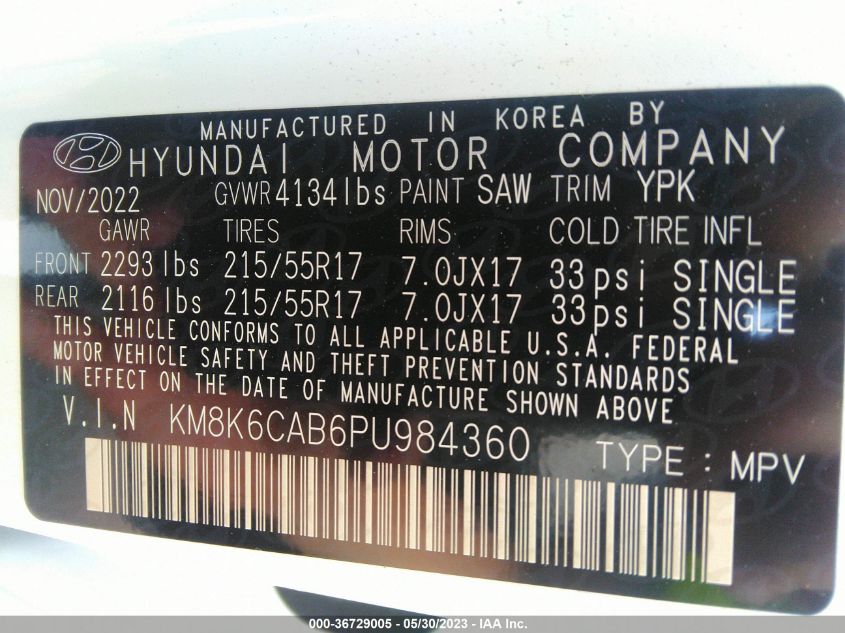 MANUFACTURED IN KOREA BY
HYUNDAI MOTOR COMPANY
NOV/2022 GVWR 4134lbs PAINT SAW TRIM YPK
GAWR TIRES RIMS COLD TIRE INFL
FRONT 2293 lbs 215/55R17 7.0JX17 33psi SINGLE
REAR 2116 lbs 215/55R17 7.0JX17 33psi SINGLE
THIS VEHICLE CONFORMS TO ALL APPLICABLE U.S.A. FEDERAL
MOTOR VEHICLE SAFETY AND THEFT PREVENTION STANDARDS
IN EFFECT ON THE DATE OF MANUFACTURE SHOWN ABOVE
V.I.N KM8K6CAB6PU984360 TYPE : MPV
000-36729005 - 05/30/2023 - IAA Inc.